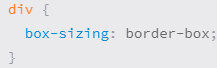 div {
  box-sizing: border-box;
}